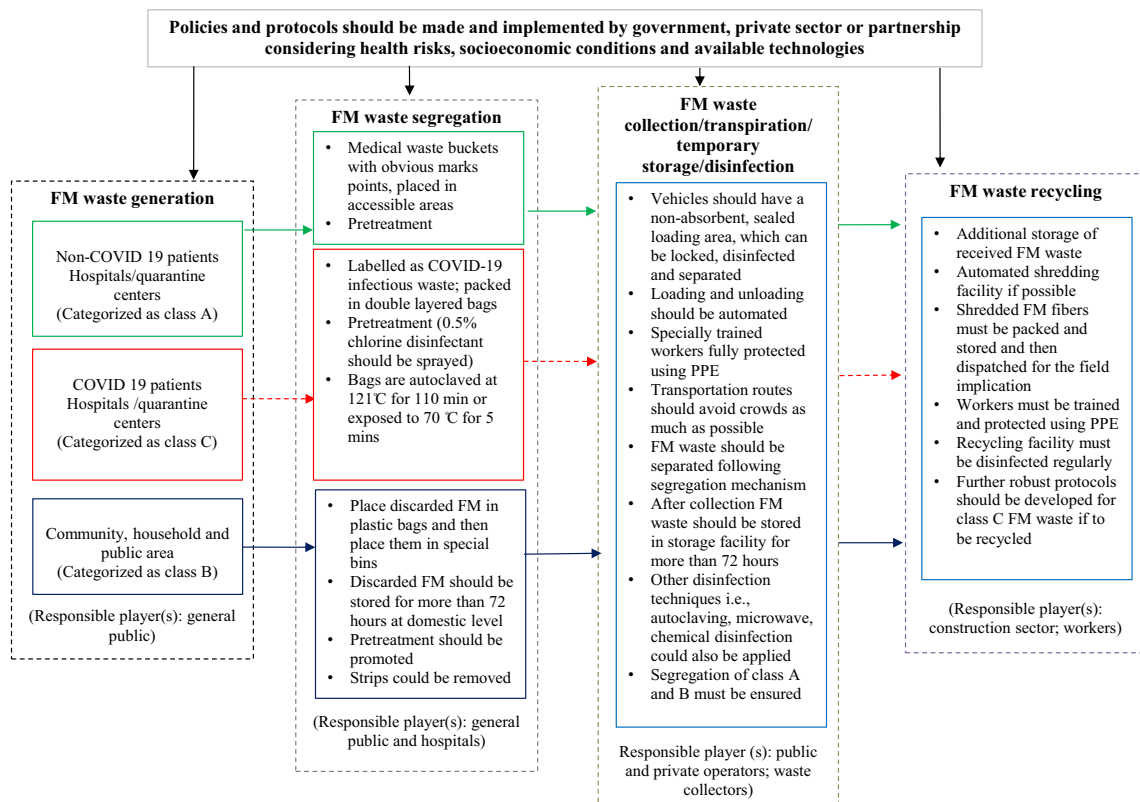 Policies and protocols should be made and implemented by government, private sector or partnership
considering health risks, socioeconomic conditions and available technologies
FM waste generation
Non-COVID 19 patients
Hospitals/quarantine
centers
(Categorized as class A)
COVID 19 patients
Hospitals /quarantine
centers
(Categorized as class C)
Community, household and
public area
(Categorized as class B)
(Responsible player(s): general
public)
FM waste segregation
• Medical waste buckets
with obvious marks
points, placed in
accessible areas
• Pretreatment
• Labelled as COVID-19
infectious waste; packed
in double layered bags
• Pretreatment (0.5%
chlorine disinfectant
should be sprayed)
• Bags are autoclaved at
121℃ for 110 min or
exposed to 70 ℃ for 5
mins
• Place discarded FM in
plastic bags and then
place them in special
bins
• Discarded FM should be
stored for more than 72
hours at domestic level
• Pretreatment should be
promoted
• Strips could be removed
(Responsible player(s): general
public and hospitals)
FM waste
collection/transpiration/
temporary
storage/disinfection
• Vehicles should have a
non-absorbent, sealed
loading area, which can
be locked, disinfected
and separated
• Loading and unloading
should be automated
• Specially trained
workers fully protected
using PPE
• Transportation routes
should avoid crowds as
much as possible
• FM waste should be
separated following
segregation mechanism
• After collection FM
waste should be stored
in storage facility for
more than 72 hours
• Other disinfection
techniques i.e.,
autoclaving, microwave,
chemical disinfection
could also be applied
• Segregation of class A
and B must be ensured
Responsible player (s): public
and private operators; waste
collectors)
FM waste recycling
• Additional storage of
received FM waste
• Automated shredding
facility if possible
• Shredded FM fibers
must be packed and
stored and then
dispatched for the field
implication
• Workers must be trained
and protected using PPE
• Recycling facility must
be disinfected regularly
• Further robust protocols
should be developed for
class C FM waste if to
be recycled
(Responsible player(s):
construction sector; workers)